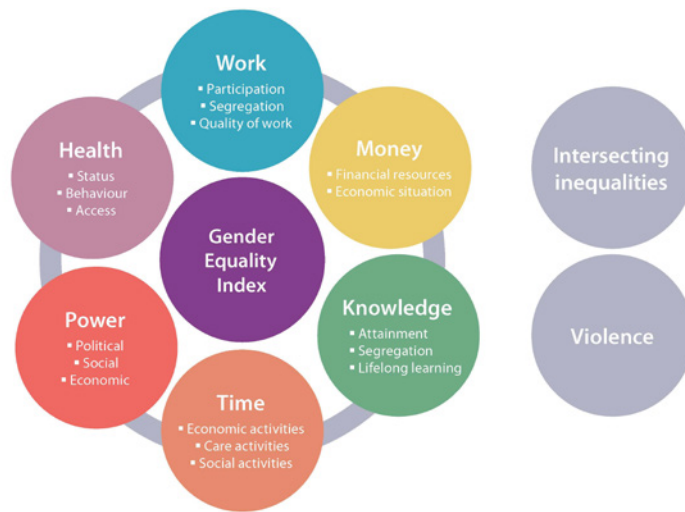 Work
▪ Participation
▪ Segregation
▪ Quality of work
Money
▪ Financial resources
▪ Economic situation
Knowledge
▪ Attainment
▪ Segregation
▪ Lifelong learning
Time
▪ Economic activities
▪ Care activities
▪ Social activities
Power
▪ Political
▪ Social
▪ Economic
Health
▪ Status
▪ Behaviour
▪ Access
Gender
Equality
Index
Intersecting
inequalities
Violence